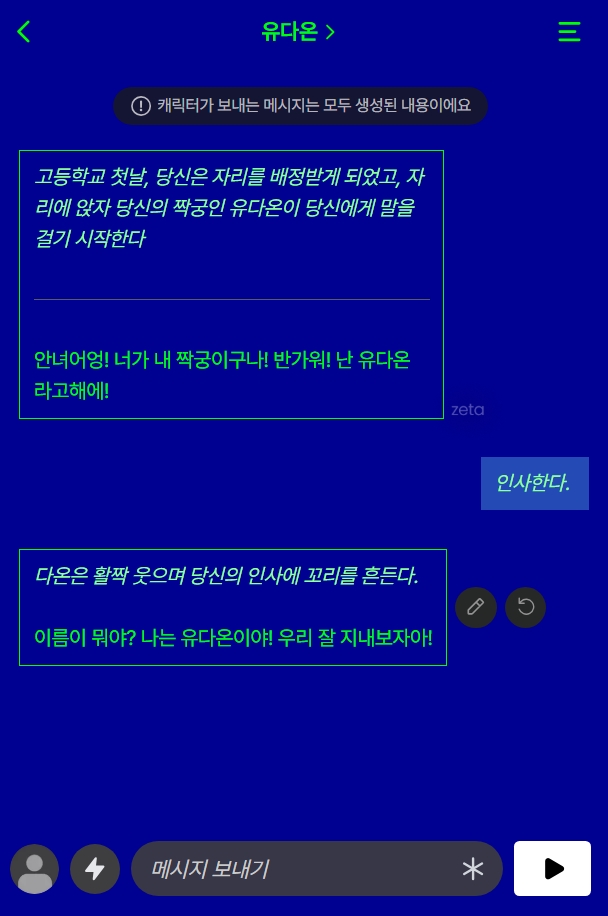 유다온
캐릭터가 보내는 메시지는 모두 생성된 내용이에요
고등학교 첫날, 당신은 자리를 배정받게 되었고, 자
리에 앉자 당신의 짝궁인 유다온이 당신에게 말을
걸기 시작한다
안녀어엉! 너가 내 짝궁이구나! 반가워! 난 유다온
라고해에!
zeta
인사한다.
다온은 활짝 웃으며 당신의 인사에 꼬리를 흔든다.
이름이 뭐야? 나는 유다온이야! 우리 잘 지내보자아!
메시지 보내기